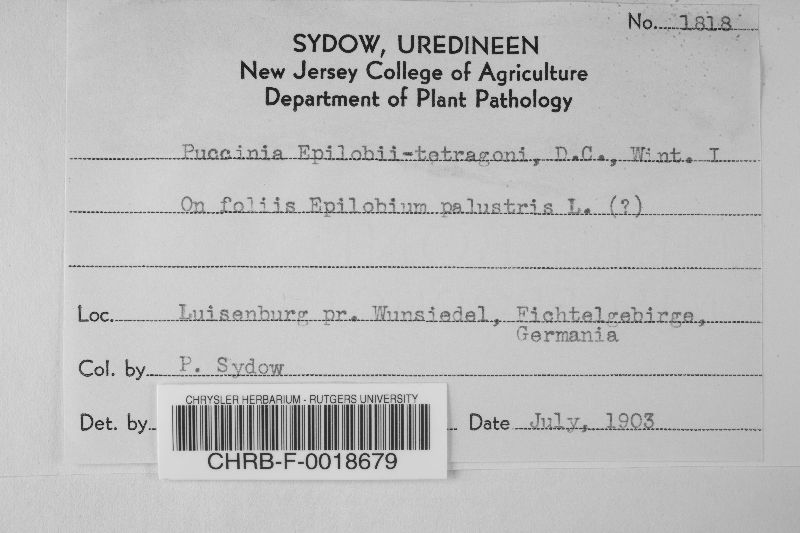 No. 1818
SYDOW, UREDINEEN
New Jersey College of Agriculture
Department of Plant Pathology
Puccinia Epilobii-tetragoni, D.C., Wint. I
On foliis Epilobium palustris L. (?)
Loc. Luisenburg pr. Wunsiedel, Fichtelgebirge,
Germania
Col. by P. Sydow
Det. by Date July, 1903
CHRYSLER HERBARIUM - RUTGERS UNIVERSITY
CHRB-F-0018679